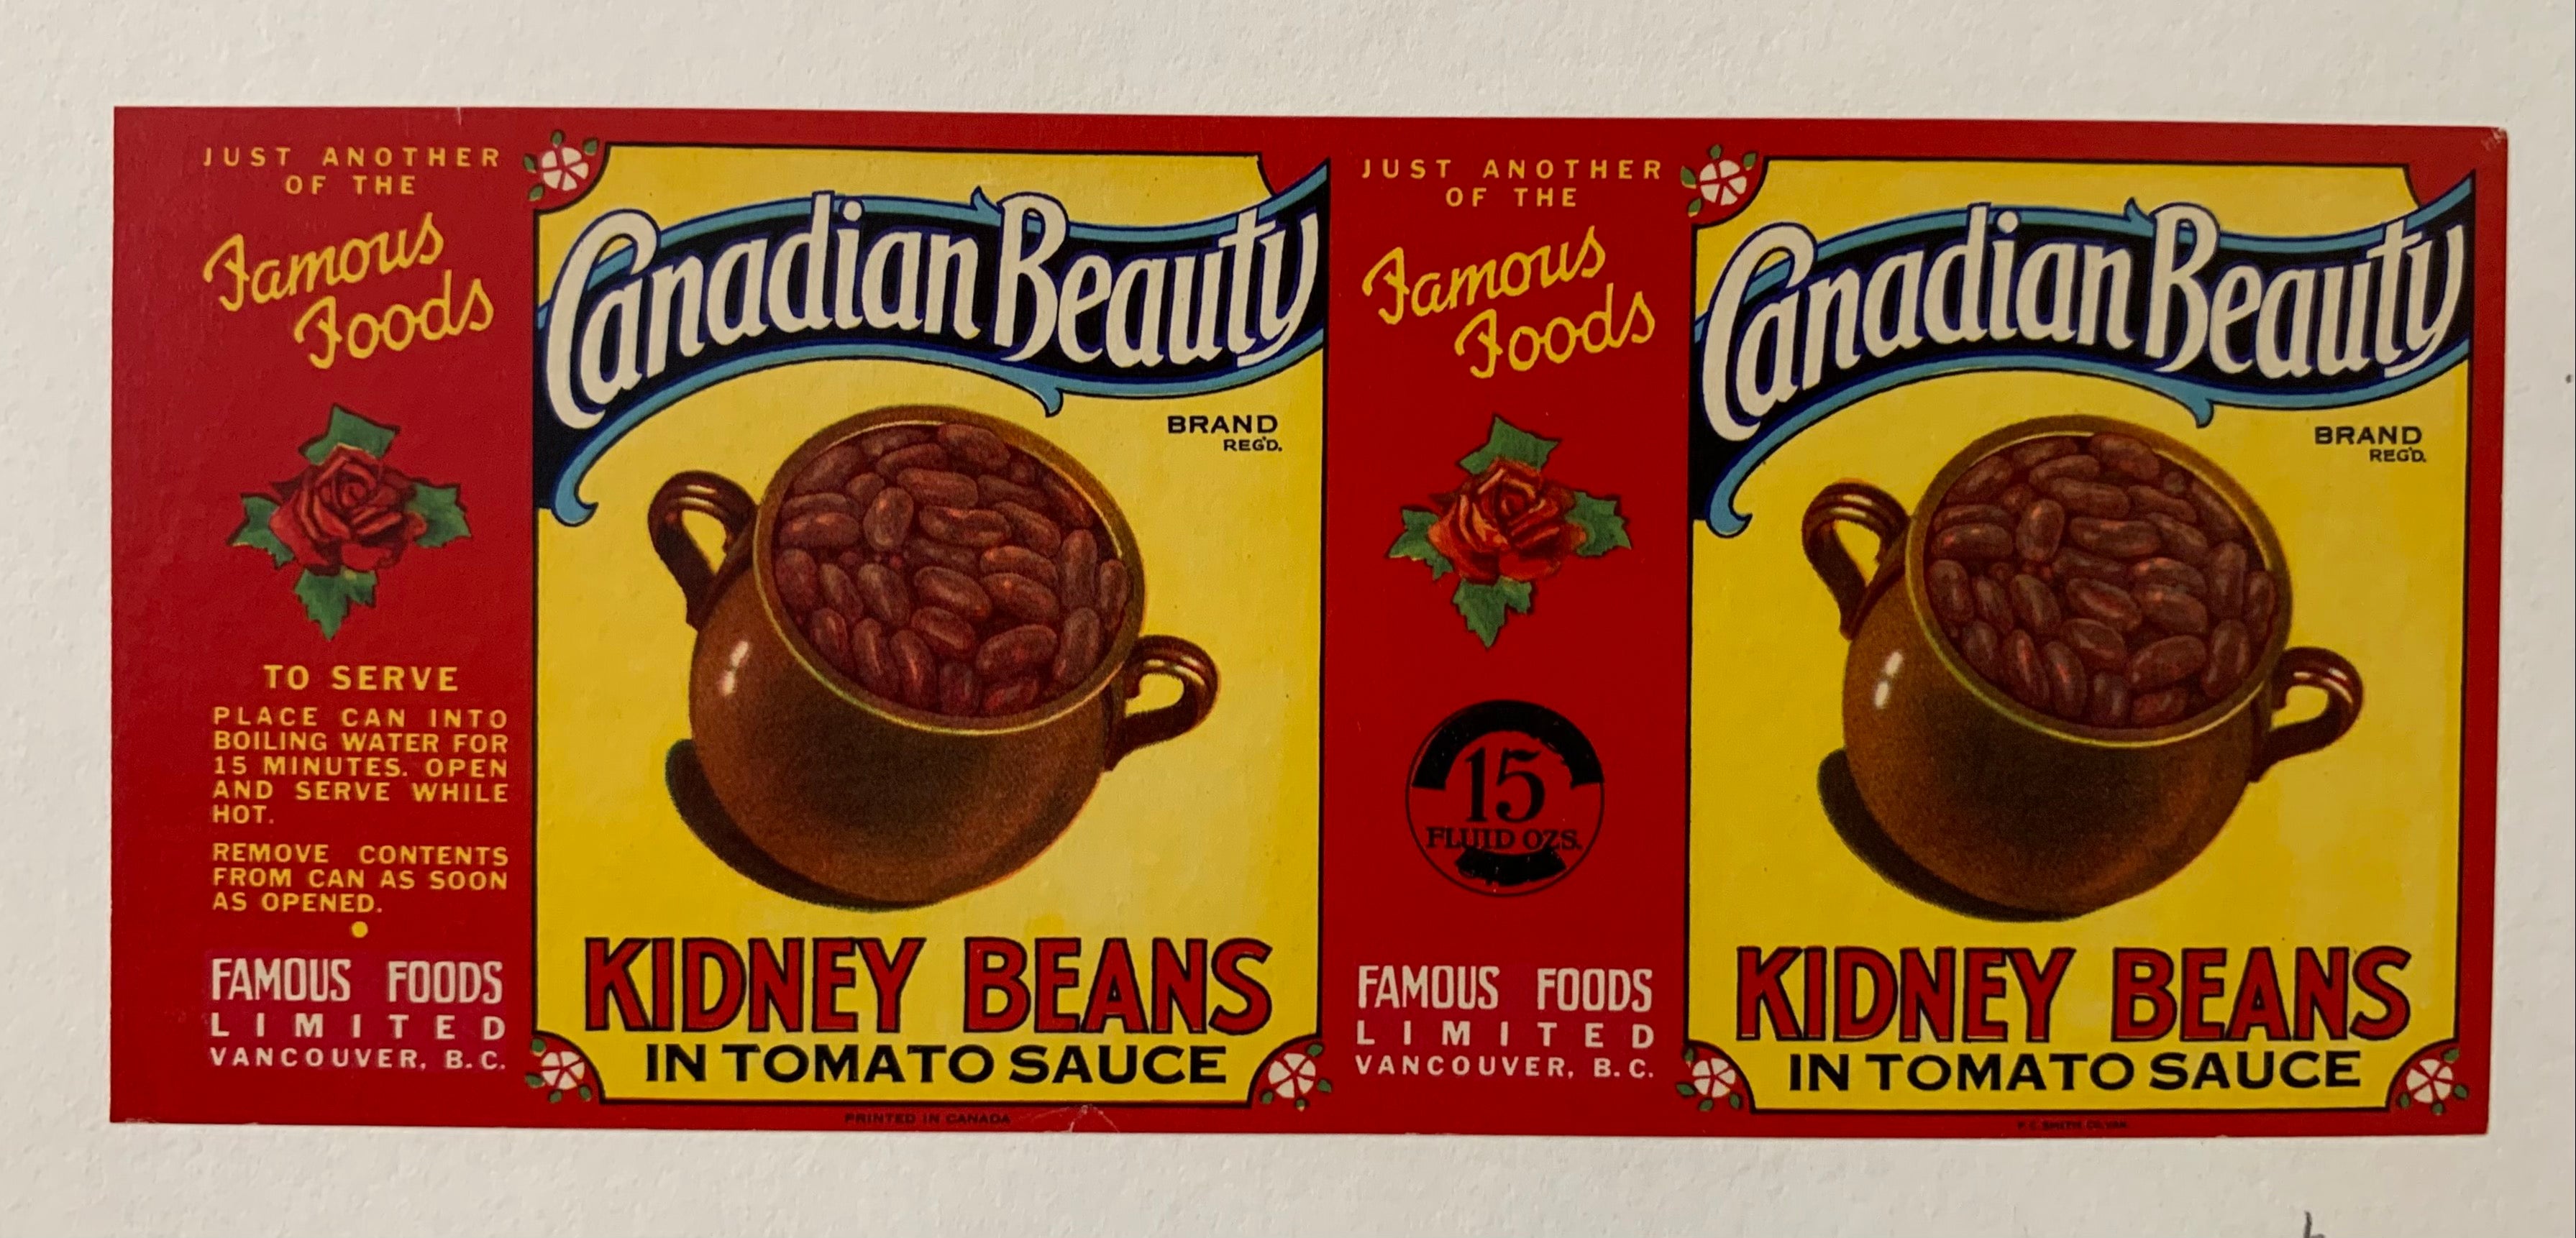 JUST ANOTHER
OF THE
Famous
Foods
TO SERVE
PLACE CAN INTO
BOILING WATER FOR
15 MINUTES. OPEN
AND SERVE WHILE
HOT.
REMOVE CONTENTS
FROM CAN AS SOON
AS OPENED.
FAMOUS FOODS
LIMITED
VANCOUVER, B.C.
Canadian Beauty
BRAND
REG'D.
KIDNEY BEANS
IN TOMATO SAUCE
PRINTED IN CANADA
JUST ANOTHER
OF THE
Famous
Foods
15
FLUID OZS.
FAMOUS FOODS
LIMITED
VANCOUVER, B.C.
Canadian Beauty
BRAND
REG'D.
KIDNEY BEANS
IN TOMATO SAUCE
SMITH